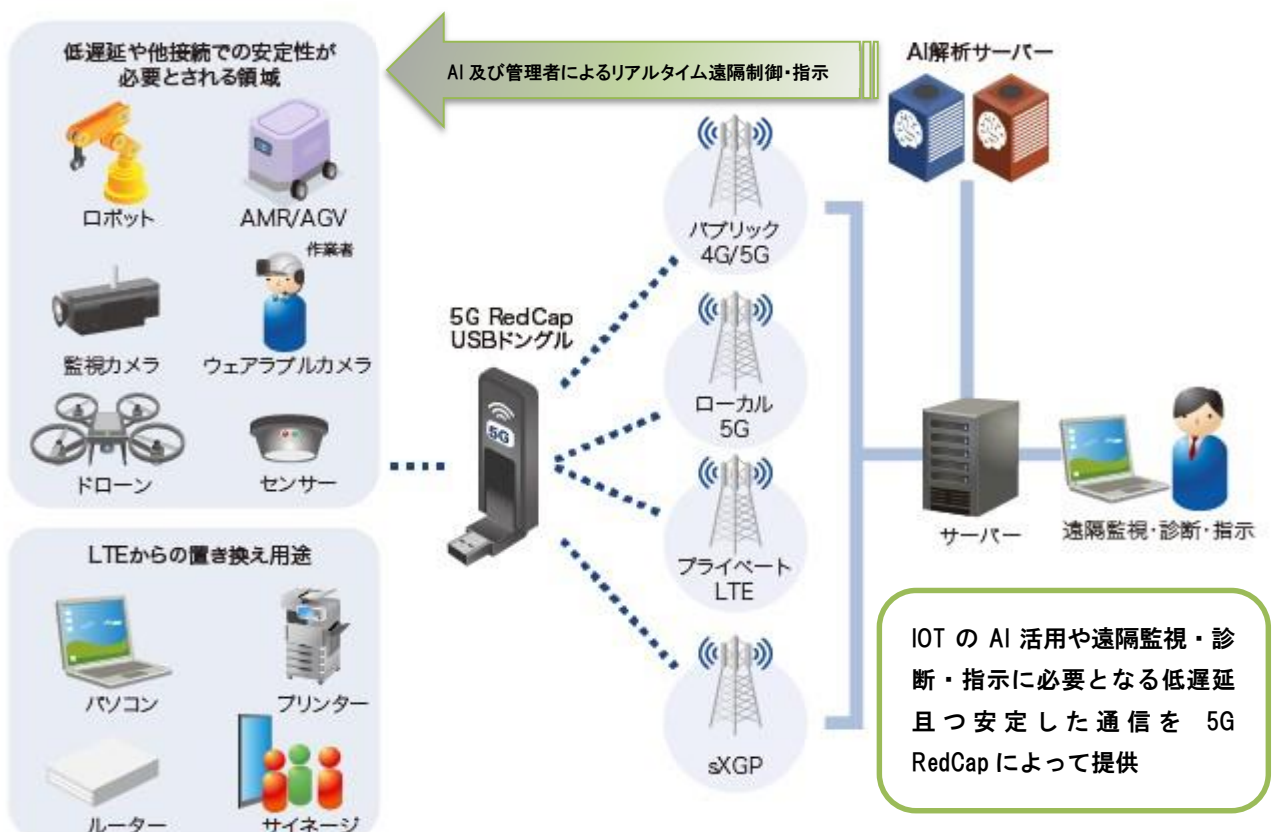 低遅延や他接続での安定性が
必要とされる領域
AI 及び管理者によるリアルタイム遠隔制御・指示
AI解析サーバー
ロボット
AMR/AGV
作業者
監視カメラ
ウェアラブルカメラ
ドローン
センサー
LTEからの置き換え用途
パソコン
プリンター
ルーター
サイネージ
5G RedCap
USBドングル
5G
パブリック
4G/5G
ローカル
5G
プライベート
LTE
sXGP
サーバー
遠隔監視・診断・指示
IOT の AI 活用や遠隔監視・診
断・指示に必要となる低遅延
且つ安定した通信を 5G
RedCap によって提供